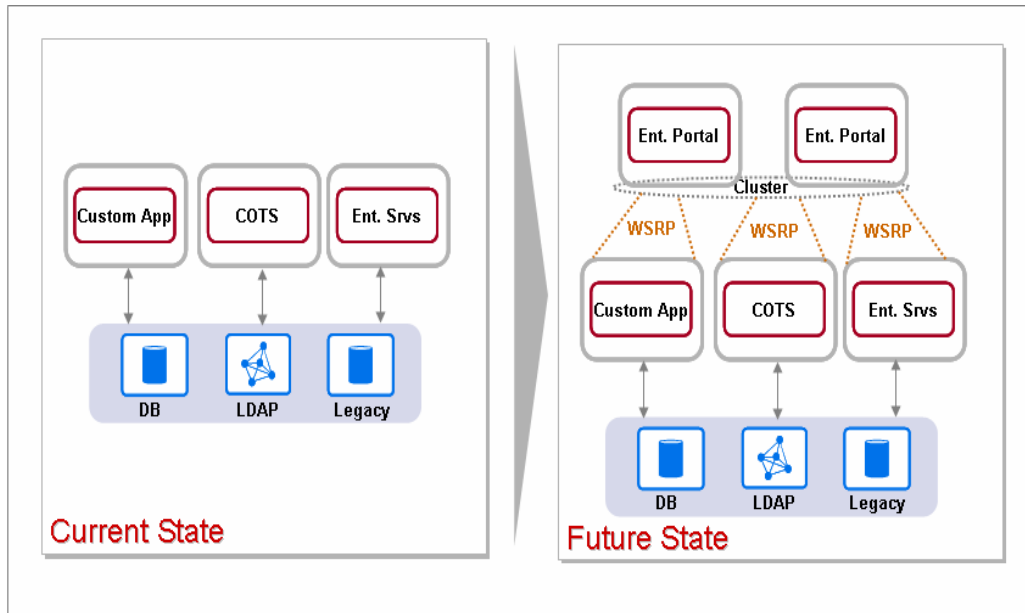 Custom App
COTS
Ent. Srvs
DB
LDAP
Legacy
Current State
Ent. Portal
Ent. Portal
Cluster
WSRP
WSRP
WSRP
Custom App
COTS
Ent. Srvs
DB
LDAP
Legacy
Future State